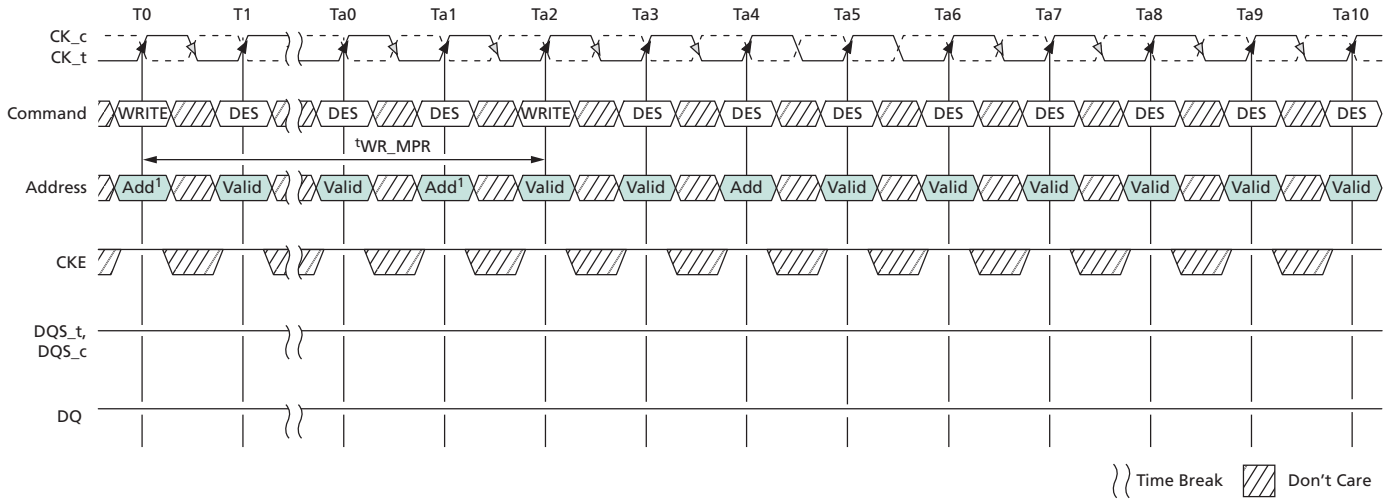 T0 T1 Ta0 Ta1 Ta2 Ta3 Ta4 Ta5 Ta6 Ta7 Ta8 Ta9 Ta10
CK_c
CK_t
Command WRITE DES DES DES WRITE DES DES DES DES DES DES DES DES
tWR_MPR
Address Add1 Valid Valid Add1 Valid Valid Add Valid Valid Valid Valid Valid Valid
CKE
DQS_t,
DQS_c
DQ
Time Break Don't Care